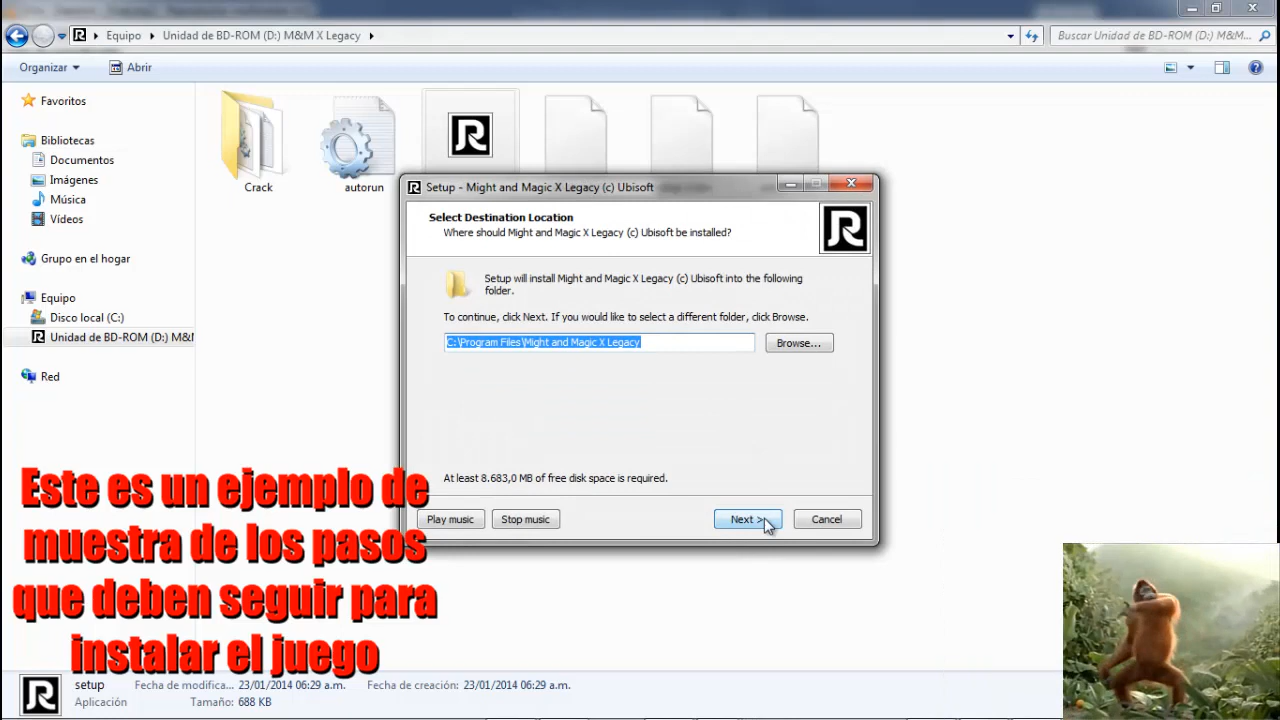 Equipo
Unidad de BD-ROM (D:) M&M X Legacy
Buscar Unidad de BD-ROM (D:) M&M...
Organizar
Abrir
Favoritos
Bibliotecas
Documentos
Imágenes
Música
Vídeos
Grupo en el hogar
Equipo
Disco local (C:)
Unidad de BD-ROM (D:) M&M
Red
Crack
autorun
Setup - Might and Magic X Legacy (c) Ubisoft
Select Destination Location
Where should Might and Magic X Legacy (c) Ubisoft be installed?
Setup will install Might and Magic X Legacy (c) Ubisoft into the following
folder.
To continue, click Next. If you would like to select a different folder, click Browse.
C:\Program Files\Might and Magic X Legacy
Browse...
At least 8.683,0 MB of free disk space is required.
Play music
Stop music
Next >
Cancel
Este es un ejemplo de
muestra de los pasos
que deben seguir para
instalar el juego
setup
Fecha de modifica... 23/01/2014 06:29 a.m.
Fecha de creación: 23/01/2014 06:29 a.m.
Aplicación
Tamaño: 688 KB